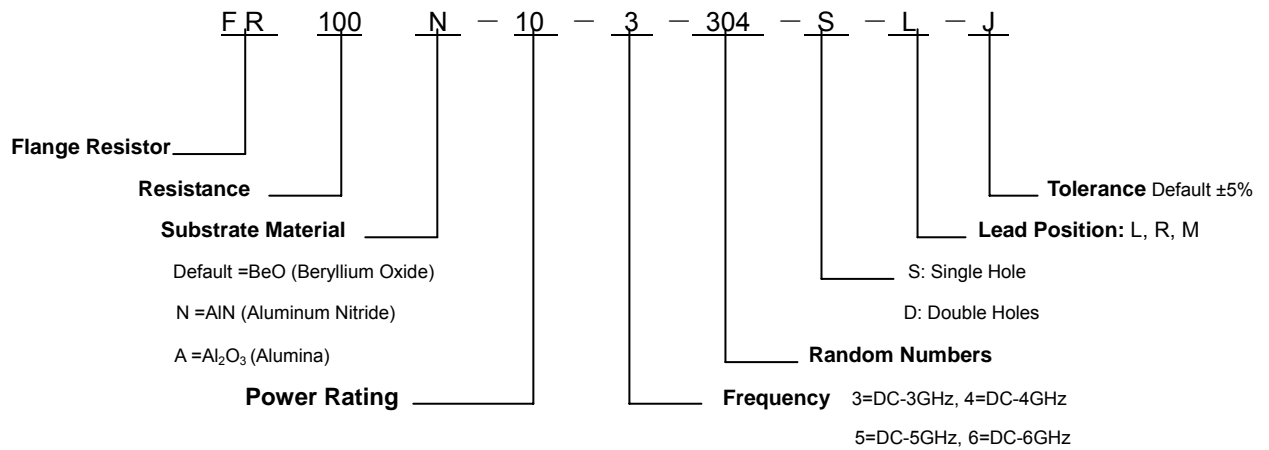 FR 100 N — 10 — 3 — 304 — S — L — J
Flange Resistor
Resistance
Tolerance Default ±5%
Substrate Material
Lead Position: L, R, M
Default =BeO (Beryllium Oxide)
S: Single Hole
N =AlN (Aluminum Nitride)
D: Double Holes
A =Al₂O₃ (Alumina)
Random Numbers
Power Rating
Frequency 3=DC-3GHz, 4=DC-4GHz
5=DC-5GHz, 6=DC-6GHz